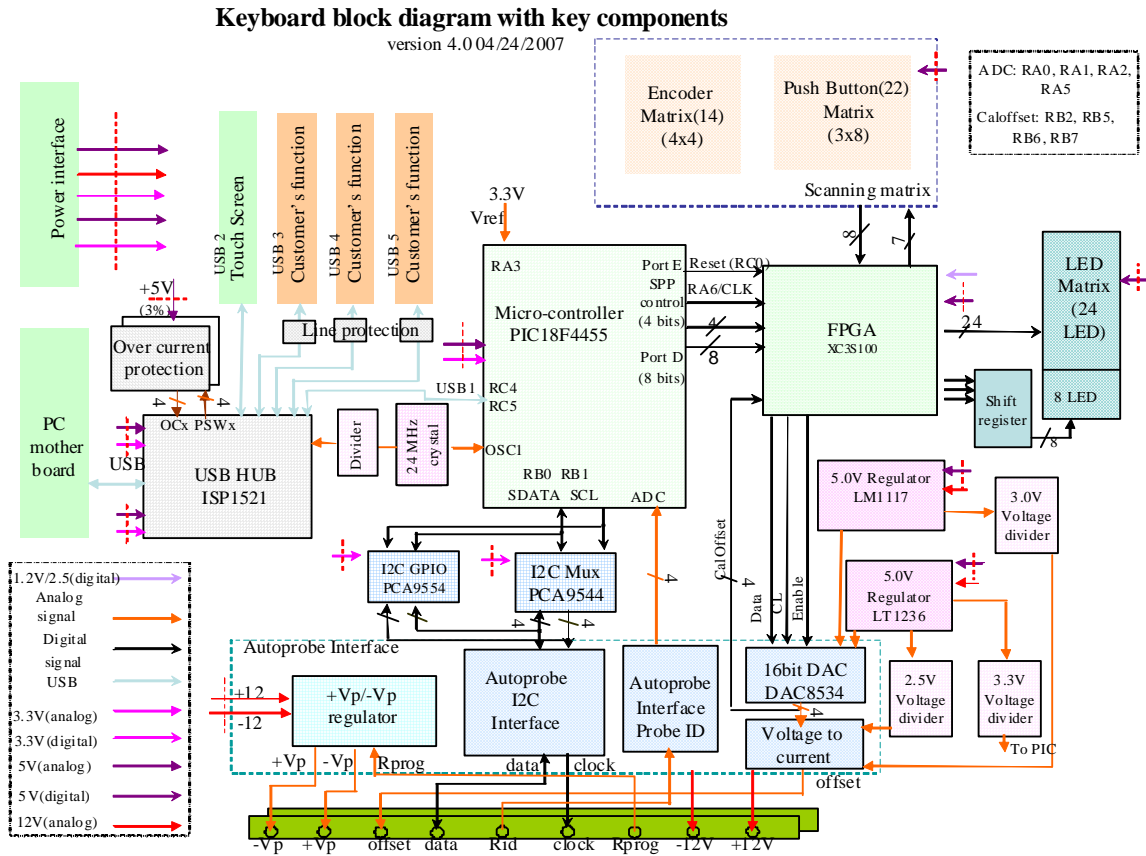 Keyboard block diagram with key components
version 4.0 04/24/2007
Power interface
USB 2
Touch Screen
USB 3
Customer's function
USB 4
Customer's function
USB 5
Customer's function
Encoder
Matrix(14)
(4x4)
Push Button(22)
Matrix
(3x8)
Scanning matrix
8
7
ADC: RA0, RA1, RA2,
RA5
Caloffset: RB2, RB5,
RB6, RB7
3.3V
Vref
RA3
Micro-controller
PIC18F4455
Port E
SPP
control
(4 bits)
Port D
(8 bits)
Reset (RC0)
RA6/CLK
4
8
USB1
RC4
RC5
OSC1
RB0 RB1
SDATA SCL
ADC
FPGA
XC3S100
24
LED
Matrix
(24
LED)
8 LED
Shift
register
8
+5V
(3%)
Over current
protection
4
4
Line protection
PC
mother
board
USB
OCx PSWx
USB HUB
ISP1521
Divider
24 MHz
crystal
5.0V Regulator
LM1117
3.0V
Voltage
divider
5.0V
Regulator
LT1236
2.5V
Voltage
divider
3.3V
Voltage
divider
To PIC
I2C GPIO
PCA9554
I2C Mux
PCA9544
4
4
4
CalOffset
4
Data
CL
Enable
Autoprobe Interface
+12
-12
+Vp/-Vp
regulator
+Vp
-Vp
Rprog
Autoprobe
I2C
Interface
data
clock
Autoprobe
Interface
Probe ID
16bit DAC
DAC8534
4
Voltage to
current
offset
1.2V/2.5(digital)
Analog
signal
Digital
signal
USB
3.3V(analog)
3.3V(digital)
5V(analog)
5V(digital)
12V(analog)
-Vp
+Vp
offset
data
Rid
clock
Rprog
-12V
+12V